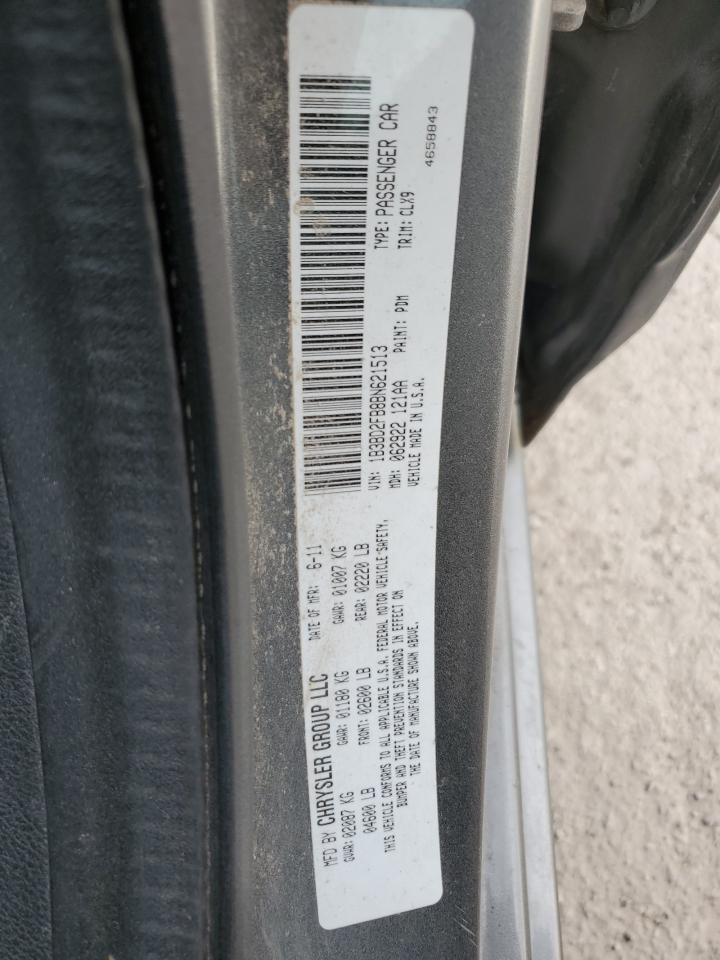 MFD BY CHRYSLER GROUP LLC DATE OF MFR: 6-11
GVWR: 02087 KG GAWR: 01180 KG GAWR: 01007 KG
04600 LB FRONT: 02600 LB REAR: 02220 LB
THIS VEHICLE CONFORMS TO ALL APPLICABLE U.S.A. FEDERAL MOTOR VEHICLE SAFETY,
BUMPER AND THEFT PREVENTION STANDARDS IN EFFECT ON
THE DATE OF MANUFACTURE SHOWN ABOVE.
VIN: 1B3BD2FB8BN621513 TYPE: PASSENGER CAR
MDH: 062922 121AA PAINT: PDM TRIM: CLX9
VEHICLE MADE IN U.S.A. 4658843